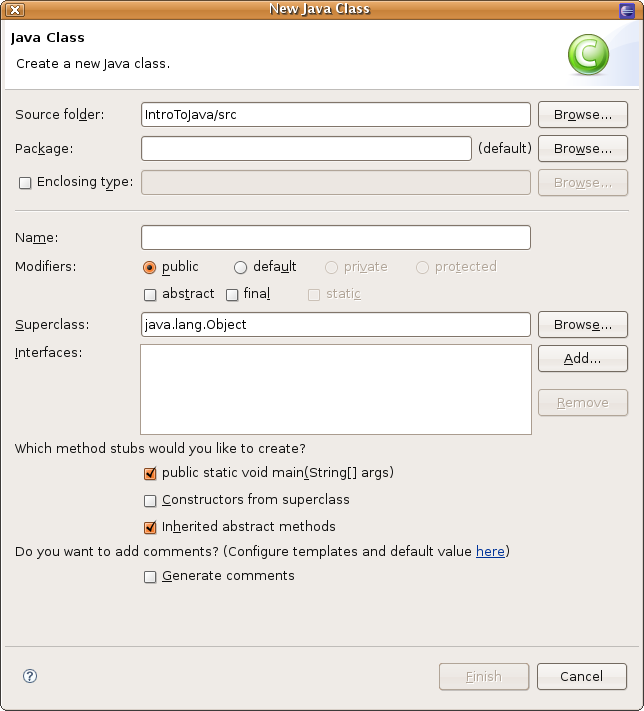 New Java Class
Java Class
Create a new Java class.
C
Source folder: IntroToJava/src Browse...
Package: (default) Browse...
Enclosing type: Browse...
Name:
Modifiers: public default private protected
abstract final static
Superclass: java.lang.Object Browse...
Interfaces: Add...
Remove
Which method stubs would you like to create?
public static void main(String[] args)
Constructors from superclass
Inherited abstract methods
Do you want to add comments? (Configure templates and default value here)
Generate comments
? Finish Cancel